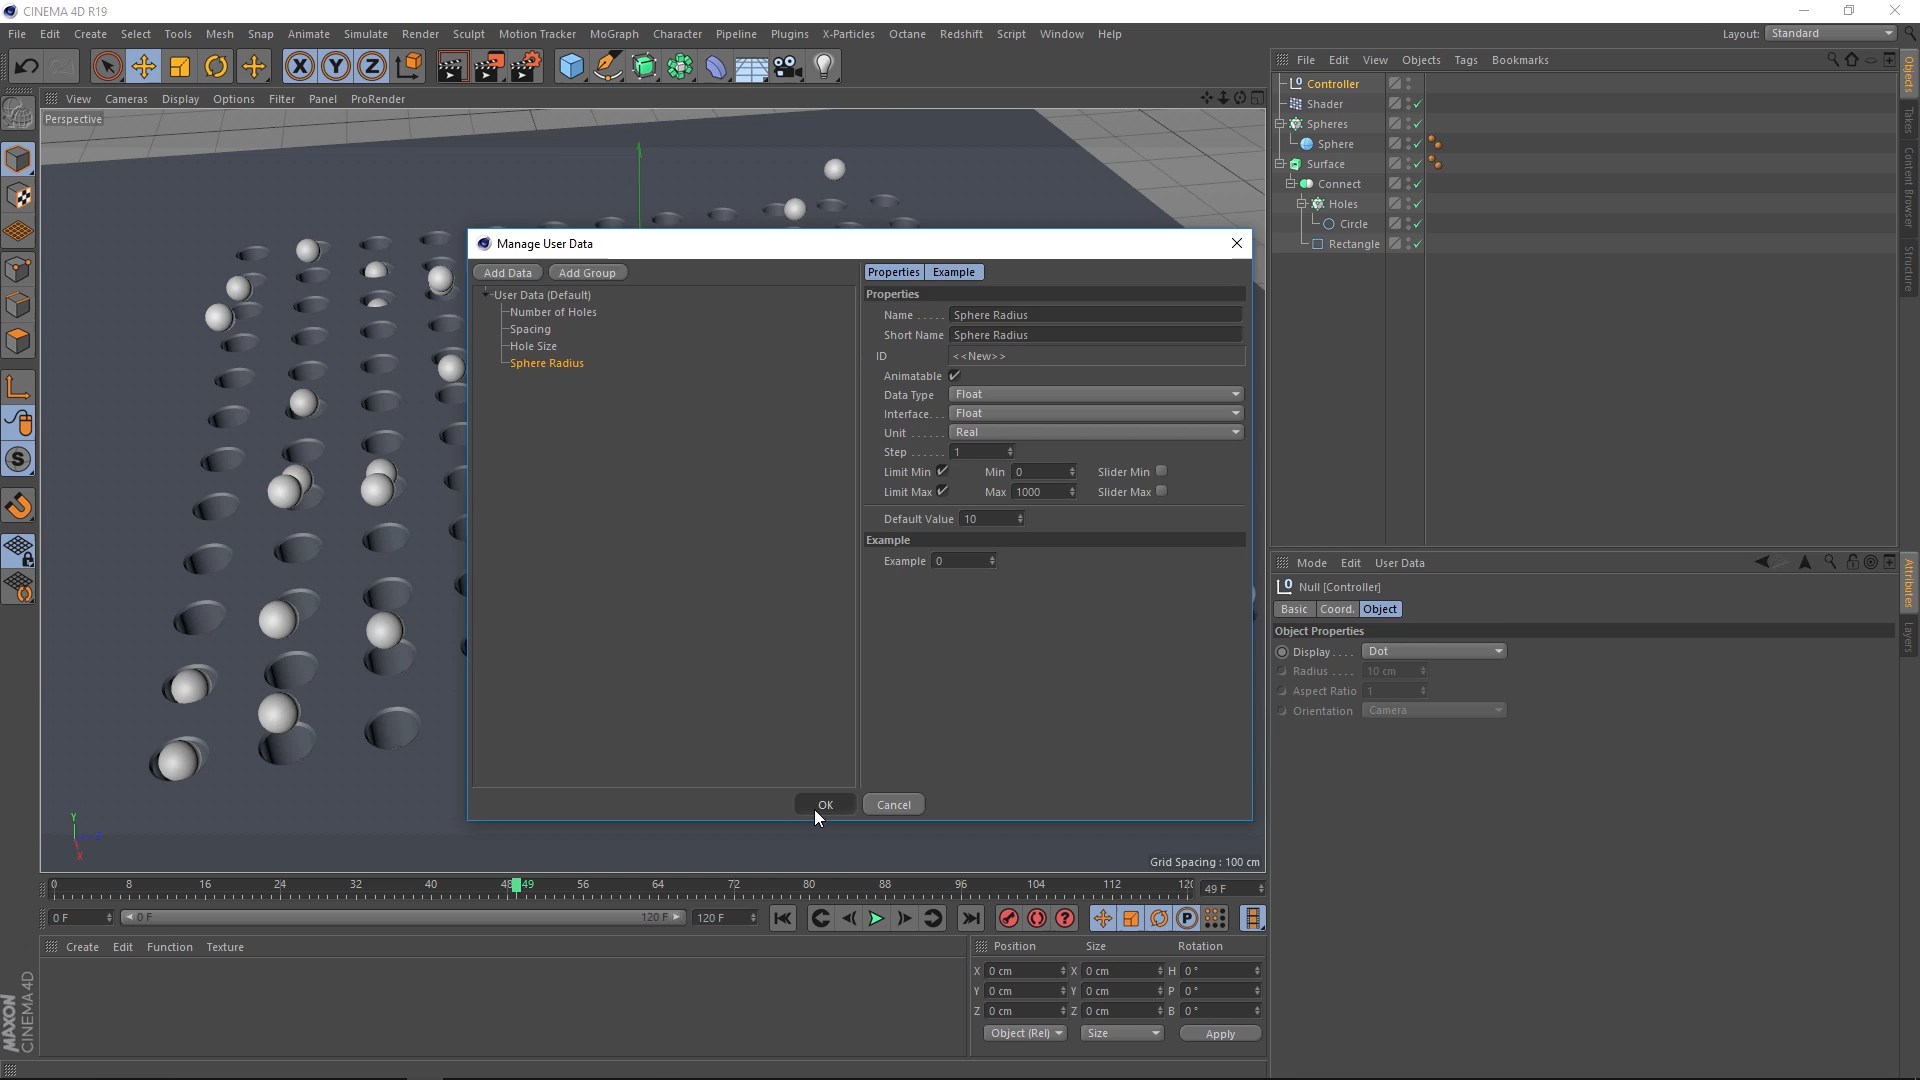 CINEMA 4D R19
File Edit Create Select Tools Mesh Snap Animate Simulate Render Sculpt Motion Tracker MoGraph Character Pipeline Plugins X-Particles Octane Redshift Script Window Help
Layout: Standard
File Edit View Objects Tags Bookmarks
View Cameras Display Options Filter Panel ProRender
Perspective
Controller
Shader
Spheres
Sphere
Surface
Connect
Holes
Circle
Rectangle
Objects
Takes
Content Browser
Structure
Manage User Data
Add Data Add Group
User Data (Default)
Number of Holes
Spacing
Hole Size
Sphere Radius
Properties Example
Properties
Name ..... Sphere Radius
Short Name Sphere Radius
ID <<New>>
Animatable
Data Type Float
Interface... Float
Unit ...... Real
Step ...... 1
Limit Min Min 0 Slider Min
Limit Max Max 1000 Slider Max
Default Value 10
Example
Example 0
OK Cancel
Mode Edit User Data
Null [Controller]
Basic Coord. Object
Object Properties
Display.... Dot
Radius .... 10 cm
Aspect Ratio 1
Orientation Camera
Attributes
Layers
Y
Z
X
Grid Spacing : 100 cm
0 8 16 24 32 40 48 49 56 64 72 80 88 96 104 112 120 49 F
0 F 0 F 120 F 120 F
Create Edit Function Texture
Position Size Rotation
X 0 cm X 0 cm H 0 °
Y 0 cm Y 0 cm P 0 °
Z 0 cm Z 0 cm B 0 °
Object (Rel) Size Apply
MAXON
CINEMA 4D